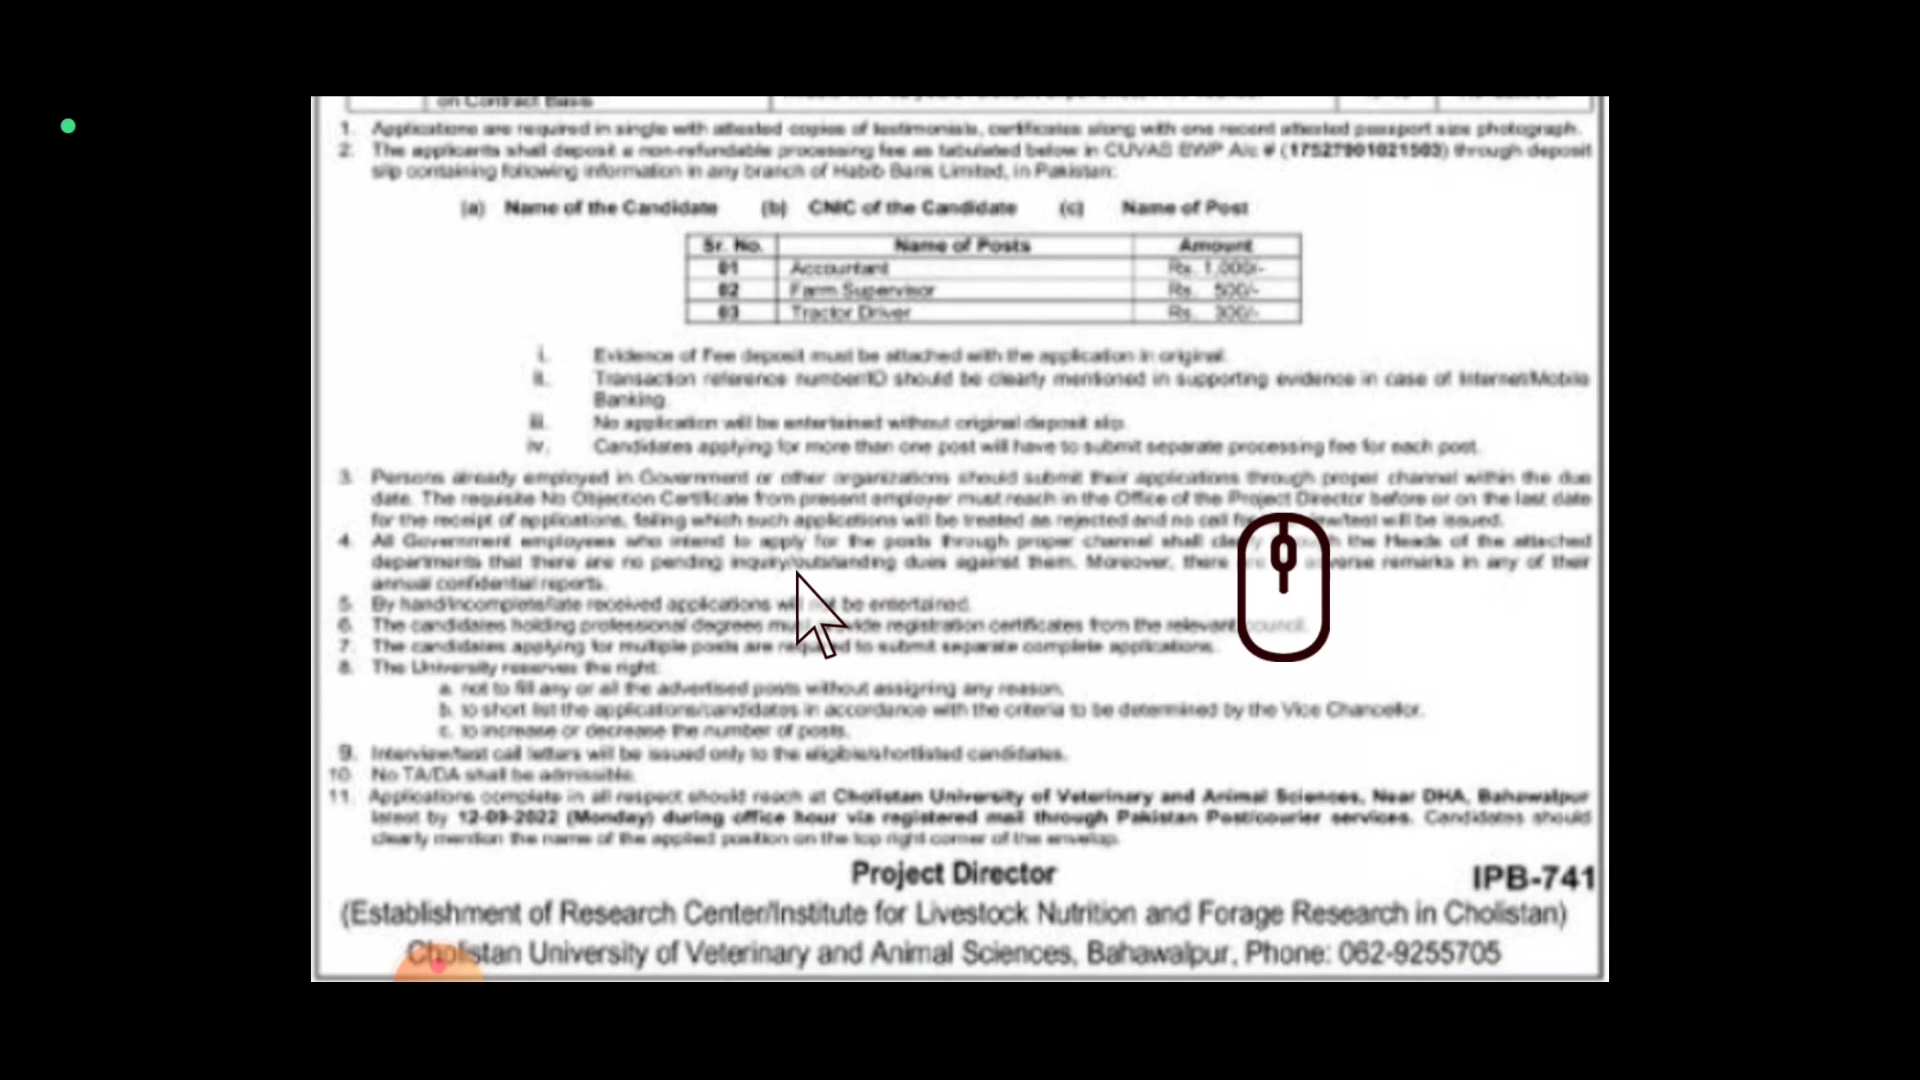 on Contract Basis
1. Applications are required in single with attested copies of testimonials, certificates along with one recent attested passport size photograph.
2. The applicants shall deposit a non-refundable processing fee as tabulated below in CUVAS BWP A/c # (17527901021503) through deposit
slip containing following information in any branch of Habib Bank Limited, in Pakistan:
(a) Name of the Candidate (b) CNIC of the Candidate (c) Name of Post
Sr. No. Name of Posts Amount
01 Accountant Rs. 1,000/-
02 Farm Supervisor Rs. 500/-
03 Tractor Driver Rs. 300/-
i. Evidence of Fee deposit must be attached with the application in original.
ii. Transaction reference number/ID should be clearly mentioned in supporting evidence in case of Internet/Mobile
Banking.
iii. No application will be entertained without original deposit slip.
iv. Candidates applying for more than one post will have to submit separate processing fee for each post.
3. Persons already employed in Government or other organizations should submit their applications through proper channel within the due
date. The requisite No Objection Certificate from present employer must reach in the Office of the Project Director before or on the last date
for the receipt of applications, failing which such applications will be treated as rejected and no call for will be issued.
4. All Government employees who intend to apply for the posts through proper channel shall the Heads of the attached
departments that there are no pending inquiry/outstanding dues against them. Moreover, there remarks in any of their
annual confidential reports.
5. By hand/incomplete/late received applications will not be entertained.
6. The candidates holding professional degrees must provide registration certificates from the relevant council.
7. The candidates applying for multiple posts are required to submit separate complete applications.
8. The University reserves the right:
a. not to fill any or all the advertised posts without assigning any reason.
b. to short list the applications/candidates in accordance with the criteria to be determined by the Vice Chancellor.
c. to increase or decrease the number of posts.
9. Interview/test call letters will be issued only to the eligible/shortlisted candidates.
10. No TA/DA shall be admissible.
11. Applications complete in all respect should reach at Cholistan University of Veterinary and Animal Sciences, Near DHA, Bahawalpur
latest by 12-09-2022 (Monday) during office hour via registered mail through Pakistan Post/courier services. Candidates should
clearly mention the name of the applied position on the top right corner of the envelop.
Project Director
IPB-741
(Establishment of Research Center/Institute for Livestock Nutrition and Forage Research in Cholistan)
Cholistan University of Veterinary and Animal Sciences, Bahawalpur, Phone: 062-9255705